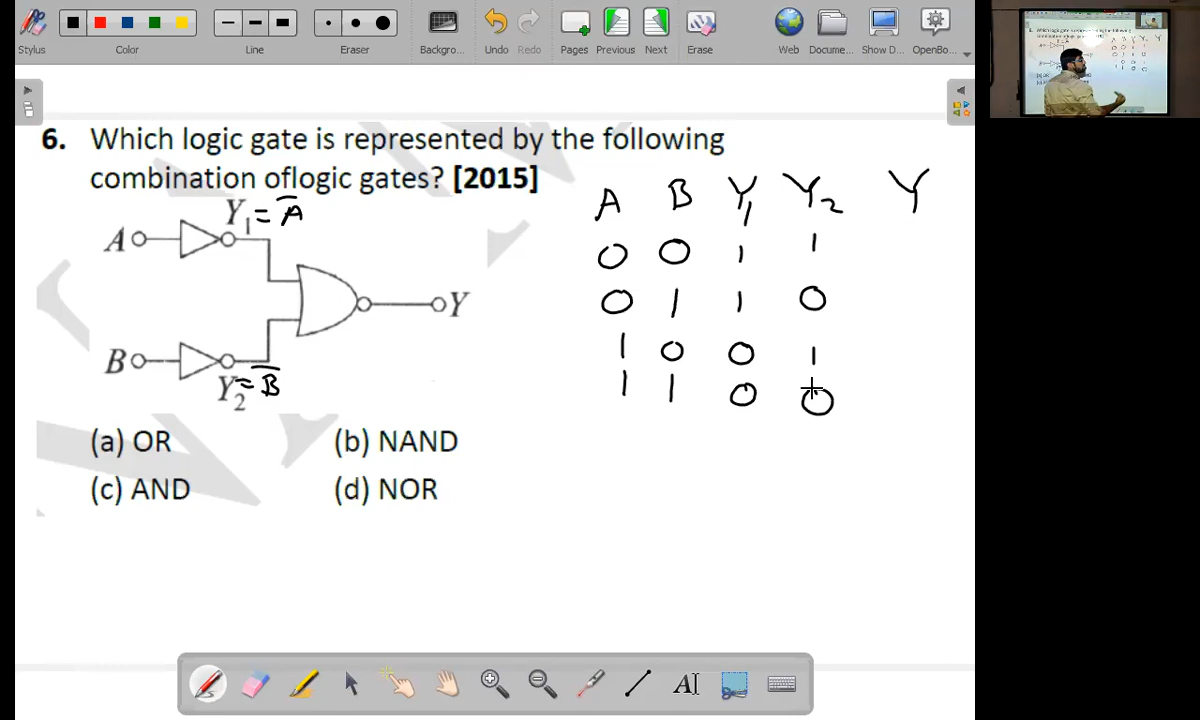 Stylus Color Line Eraser Backgro... Undo Redo Pages Previous Next Erase Web Docume... Show D... OpenBo...
6. Which logic gate is represented by the following
combination oflogic gates? [2015]
Y1 = A̅
A
Y
B
Y2 = B̅
(a) OR (b) NAND
(c) AND (d) NOR
A B Y1 Y2 Y
0 0 1 1
0 1 1 0
1 0 0 1
1 1 0 0